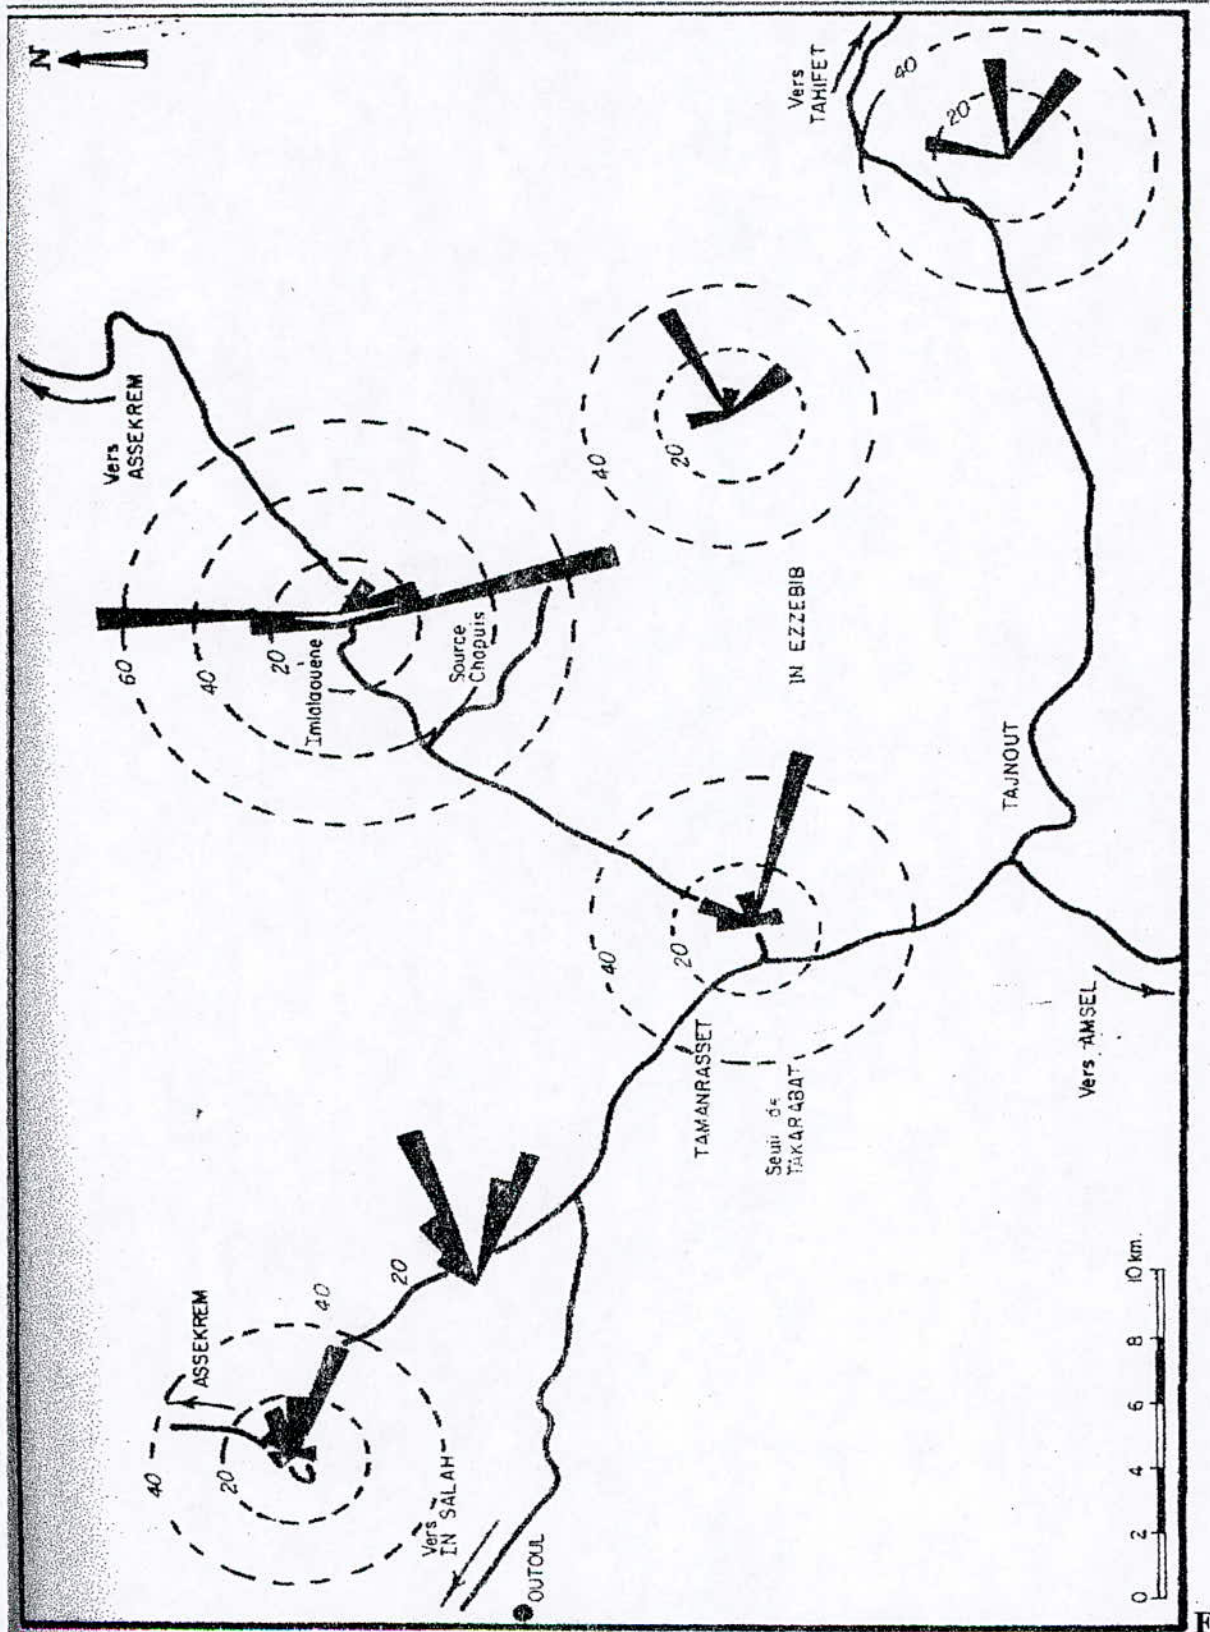 N
Vers
ASSEKREM
60
40
20
Imlalaouène
Source
Chapuis
Vers
TAHIFET
40
20
40
20
IN EZZEBIB
40
20
TAMANRASSET
Seuil de
TAKARABAT
TAJNOUT
Vers AMSEL
ASSEKREM
40
20
40
20
Vers
IN SALAH
OUTOUL
0 2 4 6 8 10 km.
F